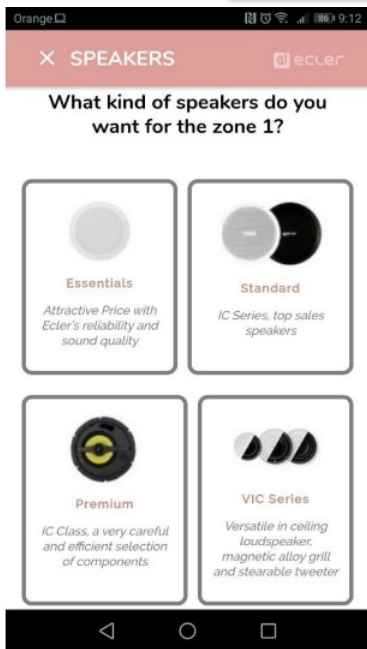 Orange
86 9:12
× SPEAKERS
ecler
What kind of speakers do you
want for the zone 1?
Essentials
Attractive Price with
Ecler's reliability and
sound quality
Standard
IC Series, top sales
speakers
Premium
IC Class, a very careful
and efficient selection
of components
VIC Series
Versatile in ceiling
loudspeaker,
magnetic alloy grill
and stearable tweeter